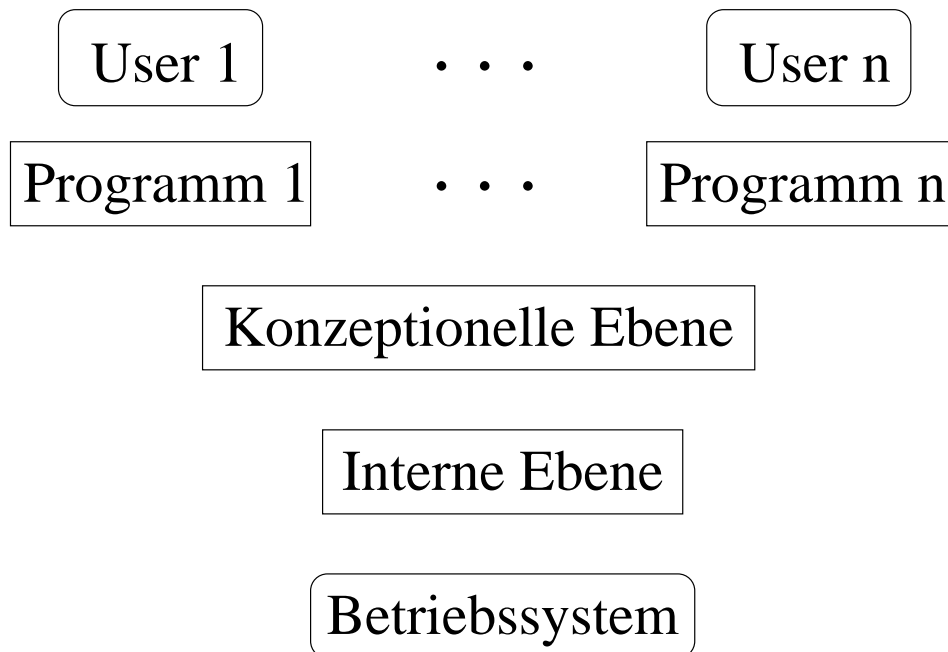 User 1 . . . User n
Programm 1 . . . Programm n
Konzeptionelle Ebene
Interne Ebene
Betriebssystem